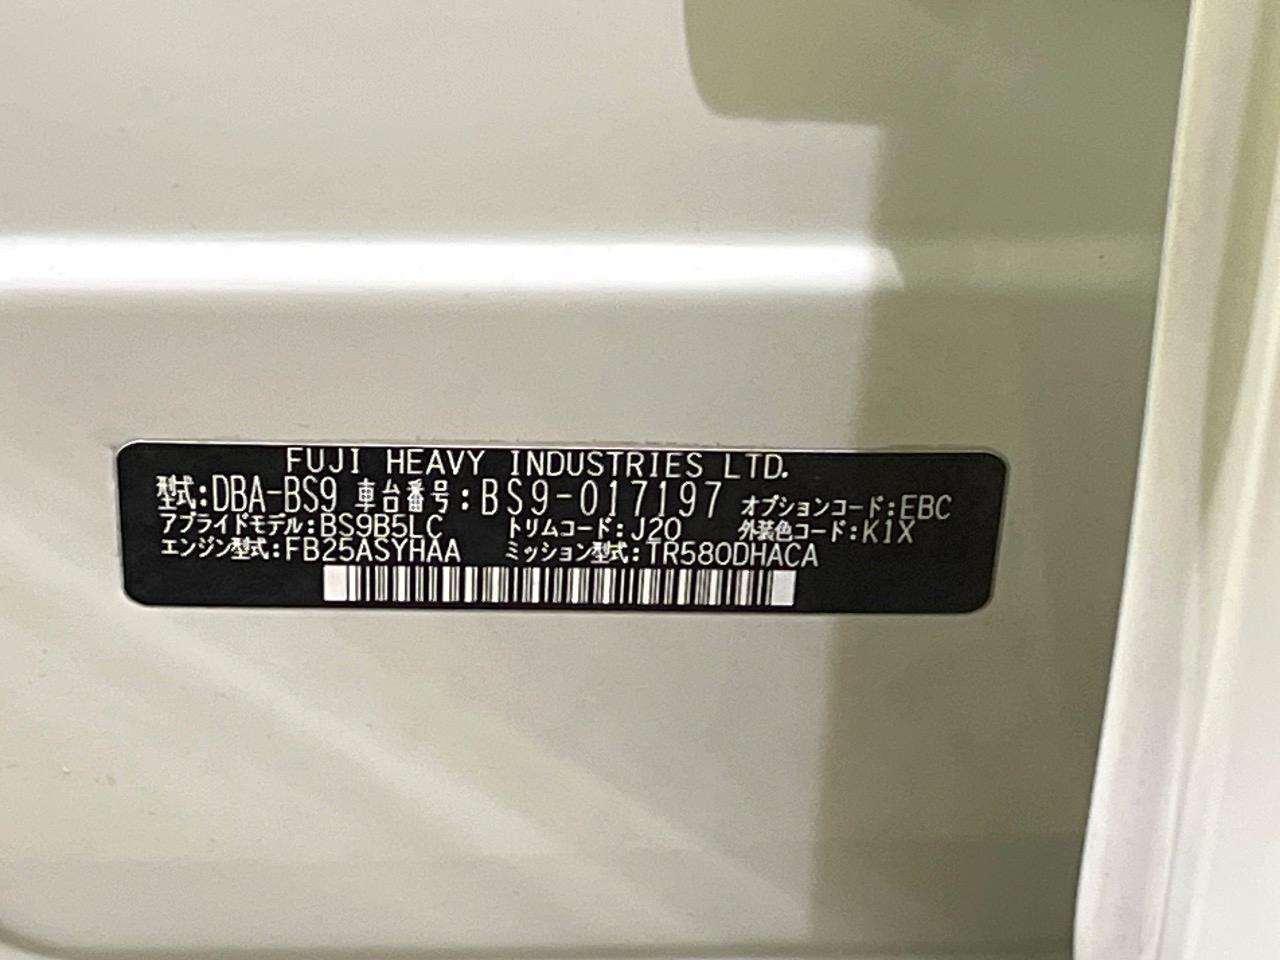 FUJI HEAVY INDUSTRIES LTD.
型式:DBA-BS9 車台番号:BS9-017197 オプションコード:EBC
アプライドモデル:BS9B5LC トリムコード:J20 外装色コード:K1X
エンジン型式:FB25ASYHAA ミッション型式:TR580DHACA